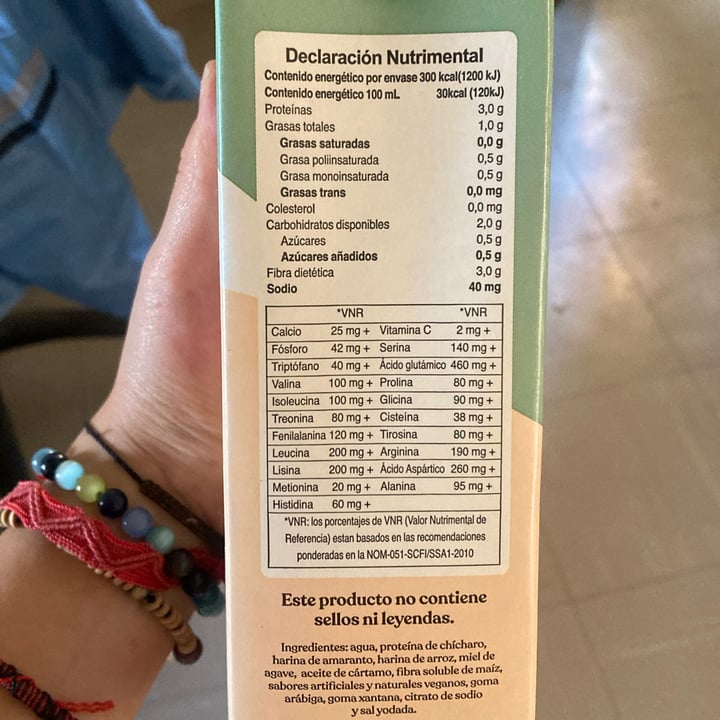 Declaración Nutrimental
Contenido energético por envase 300 kcal(1200 kJ)
Contenido energético 100 mL 30kcal (120kJ)
Proteínas 3,0 g
Grasas totales 1,0 g
Grasas saturadas 0,0 g
Grasa poliinsaturada 0,5 g
Grasa monoinsaturada 0,5 g
Grasas trans 0,0 mg
Colesterol 0,0 mg
Carbohidratos disponibles 2,0 g
Azúcares 0,5 g
Azúcares añadidos 0,5 g
Fibra dietética 3,0 g
Sodio 40 mg
*VNR *VNR
Calcio 25 mg + Vitamina C 2 mg +
Fósforo 42 mg + Serina 140 mg +
Triptófano 40 mg + Ácido glutámico 460 mg +
Valina 100 mg + Prolina 80 mg +
Isoleucina 100 mg + Glicina 90 mg +
Treonina 80 mg + Cisteína 38 mg +
Fenilalanina 120 mg + Tirosina 80 mg +
Leucina 200 mg + Arginina 190 mg +
Lisina 200 mg + Ácido Aspártico 260 mg +
Metionina 20 mg + Alanina 95 mg +
Histidina 60 mg +
*VNR: los porcentajes de VNR (Valor Nutrimental de
Referencia) estan basados en las recomendaciones
ponderadas en la NOM-051-SCFI/SSA1-2010
Este producto no contiene
sellos ni leyendas.
Ingredientes: agua, proteína de chícharo,
harina de amaranto, harina de arroz, miel de
agave, aceite de cártamo, fibra soluble de maíz,
sabores artificiales y naturales veganos, goma
arábiga, goma xantana, citrato de sodio
y sal yodada.